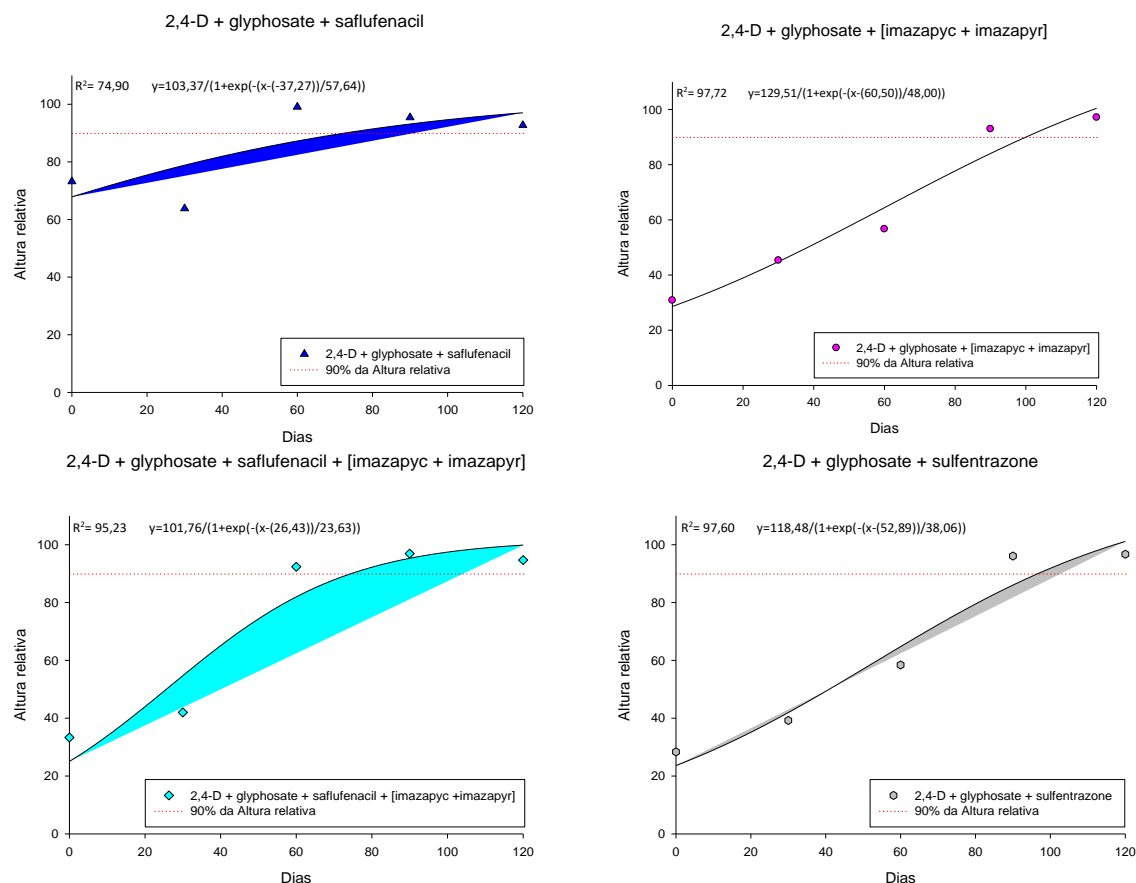 2,4-D + glyphosate + saflufenacil
R²= 74,90 y=103,37/(1+exp(-(x-(-37,27))/57,64))
Altura relativa
100
80
60
40
20
0
2,4-D + glyphosate + saflufenacil
90% da Altura relativa
0 20 40 60 80 100 120
Dias
2,4-D + glyphosate + [imazapyc + imazapyr]
R²= 97,72 y=129,51/(1+exp(-(x-(60,50))/48,00))
Altura relativa
100
80
60
40
20
0
2,4-D + glyphosate + [imazapyc + imazapyr]
90% da Altura relativa
0 20 40 60 80 100 120
Dias
2,4-D + glyphosate + saflufenacil + [imazapyc + imazapyr]
R²= 95,23 y=101,76/(1+exp(-(x-(26,43))/23,63))
Altura relativa
100
80
60
40
20
0
2,4-D + glyphosate + saflufenacil + [imazapyc +imazapyr]
90% da Altura relativa
0 20 40 60 80 100 120
Dias
2,4-D + glyphosate + sulfentrazone
R²= 97,60 y=118,48/(1+exp(-(x-(52,89))/38,06))
Altura relativa
100
80
60
40
20
0
2,4-D + glyphosate + sulfentrazone
90% da Altura relativa
0 20 40 60 80 100 120
Dias